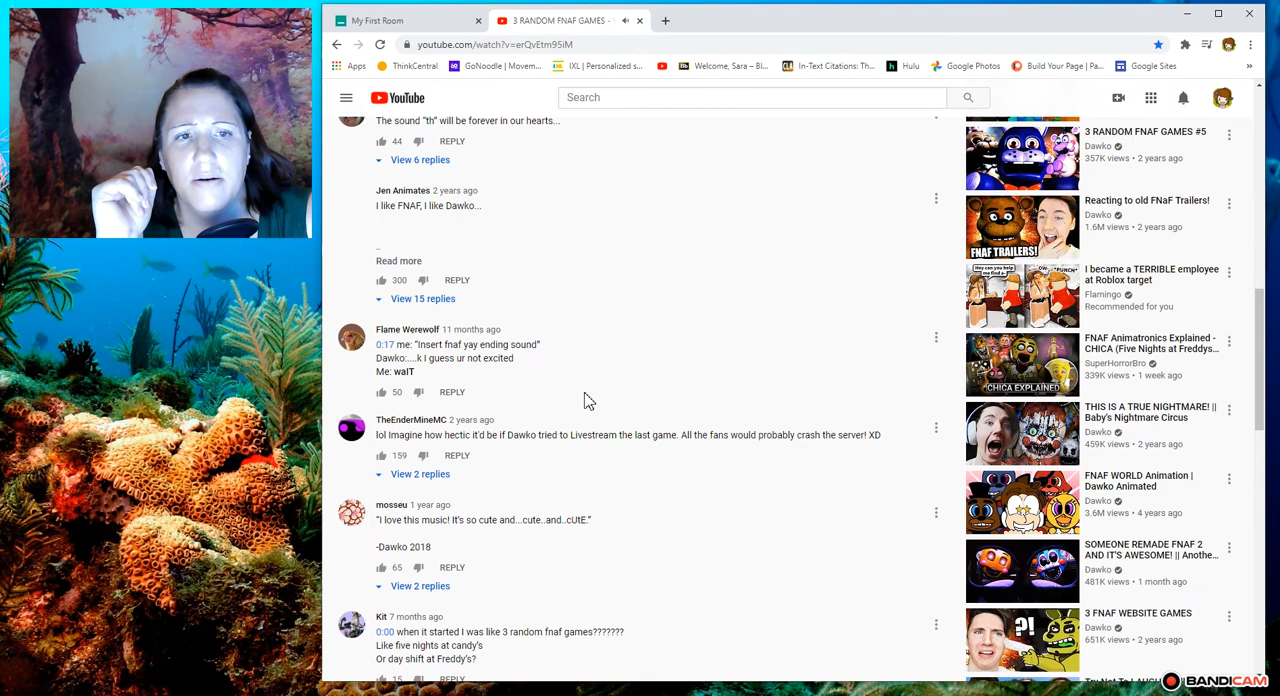 My First Room
3 RANDOM FNAF GAMES -
youtube.com/watch?v=erQvEtm95iM
Apps
ThinkCentral
GoNoodle | Movem...
IXL | Personalized s...
Welcome, Sara – Bl...
In-Text Citations: Th...
Hulu
Google Photos
Build Your Page | Pa...
Google Sites
YouTube
Search
The sound "th" will be forever in our hearts...
44 REPLY
View 6 replies
Jen Animates 2 years ago
I like FNAF, I like Dawko...
Read more
300 REPLY
View 15 replies
Flame Werewolf 11 months ago
0:17 me: "Insert fnaf yay ending sound"
Dawko:....k I guess ur not excited
Me: waIT
50 REPLY
TheEnderMineMC 2 years ago
lol Imagine how hectic it'd be if Dawko tried to Livestream the last game. All the fans would probably crash the server! XD
159 REPLY
View 2 replies
mosseu 1 year ago
"I love this music! It's so cute and...cute..and..cUtE."
-Dawko 2018
65 REPLY
View 2 replies
Kit 7 months ago
0:00 when it started I was like 3 random fnaf games???????
Like five nights at candy's
Or day shift at Freddy's?
15 REPLY
3 RANDOM FNAF GAMES #5
Dawko
357K views • 2 years ago
FNAF TRAILERS!
Reacting to old FNaF Trailers!
Dawko
1.6M views • 2 years ago
I became a TERRIBLE employee
at Roblox target
Flamingo
Recommended for you
CHICA EXPLAINED
FNAF Animatronics Explained -
CHICA (Five Nights at Freddys...
SuperHorrorBro
339K views • 1 week ago
THIS IS A TRUE NIGHTMARE! ||
Baby's Nightmare Circus
Dawko
459K views • 2 years ago
FNAF WORLD Animation |
Dawko Animated
Dawko
3.6M views • 4 years ago
SOMEONE REMADE FNAF 2
AND IT'S AWESOME! || Anothe...
Dawko
481K views • 1 month ago
?!
3 FNAF WEBSITE GAMES
Dawko
651K views • 2 years ago
BANDICAM